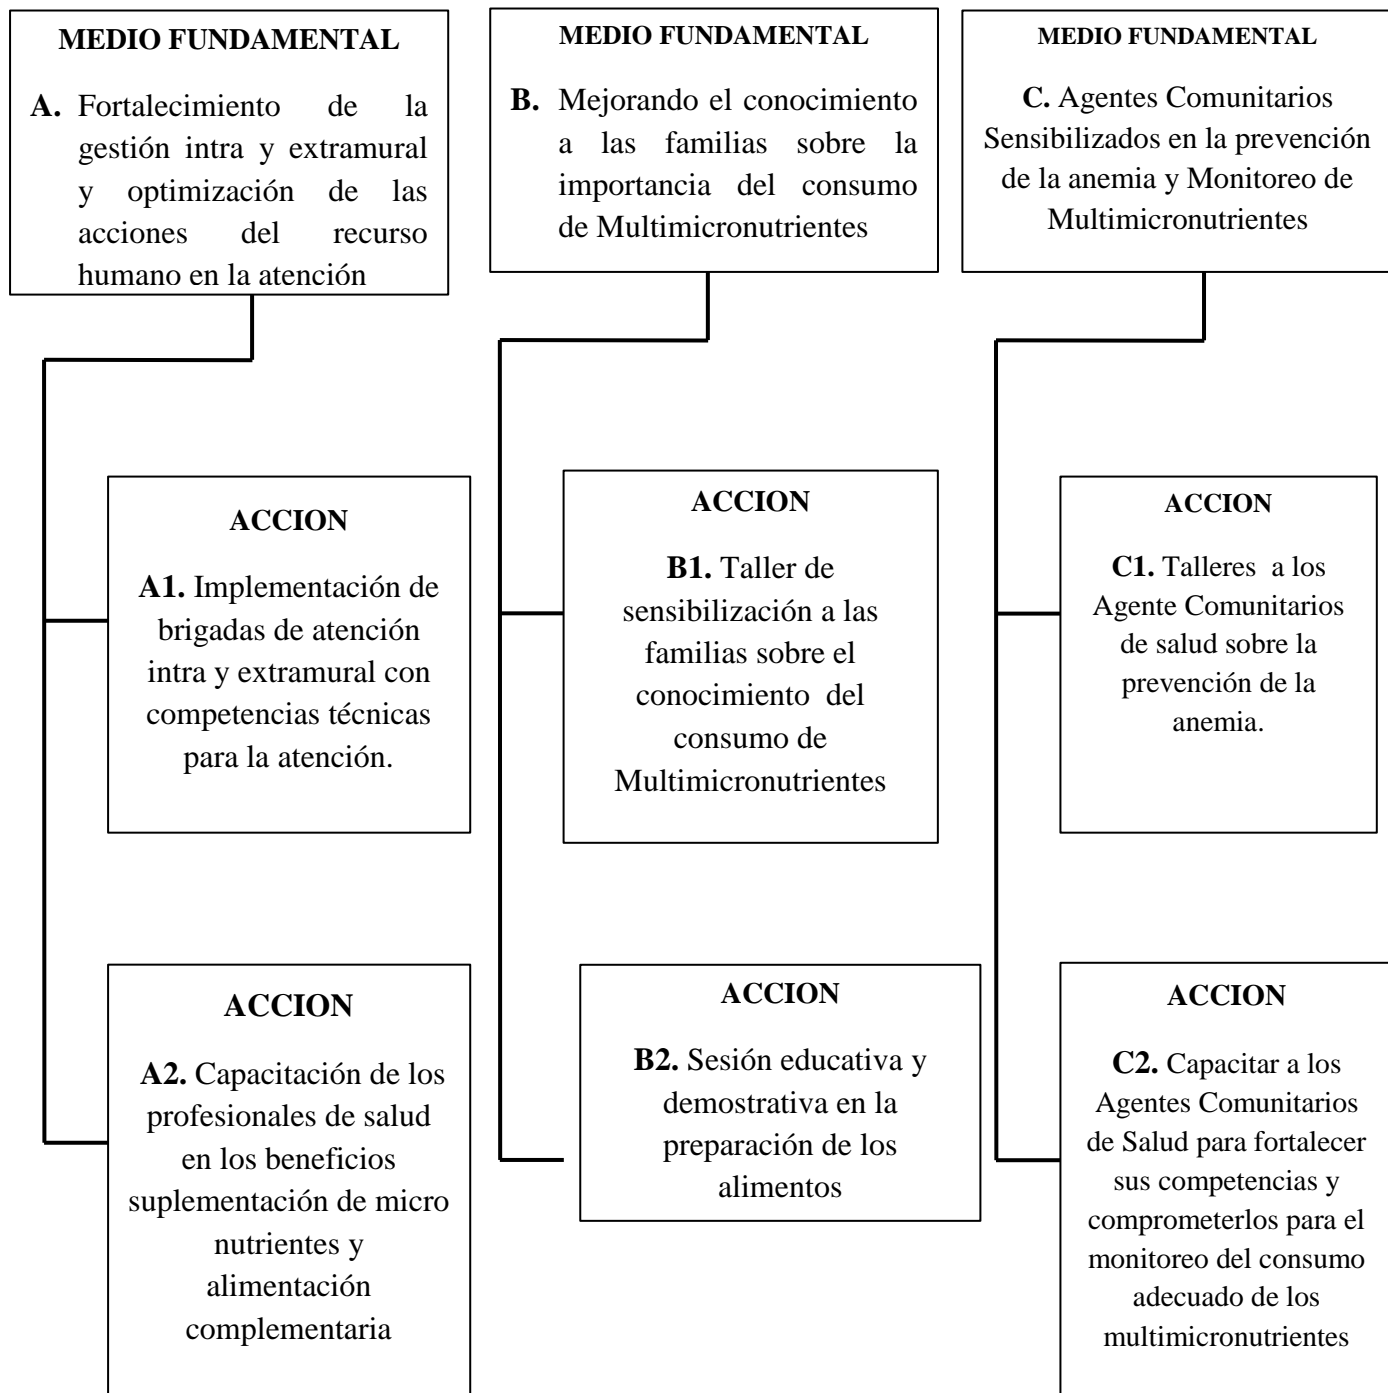 MEDIO FUNDAMENTAL
A. Fortalecimiento de la
gestión intra y extramural
y optimización de las
acciones del recurso
humano en la atención
MEDIO FUNDAMENTAL
B. Mejorando el conocimiento
a las familias sobre la
importancia del consumo
de Multimicronutrientes
MEDIO FUNDAMENTAL
C. Agentes Comunitarios
Sensibilizados en la prevención
de la anemia y Monitoreo de
Multimicronutrientes
ACCION
A1. Implementación de
brigadas de atención
intra y extramural con
competencias técnicas
para la atención.
ACCION
B1. Taller de
sensibilización a las
familias sobre el
conocimiento del
consumo de
Multimicronutrientes
ACCION
C1. Talleres a los
Agente Comunitarios
de salud sobre la
prevención de la
anemia.
ACCION
A2. Capacitación de los
profesionales de salud
en los beneficios
suplementación de micro
nutrientes y
alimentación
complementaria
ACCION
B2. Sesión educativa y
demostrativa en la
preparación de los
alimentos
ACCION
C2. Capacitar a los
Agentes Comunitarios
de Salud para fortalecer
sus competencias y
comprometerlos para el
monitoreo del consumo
adecuado de los
multimicronutrientes